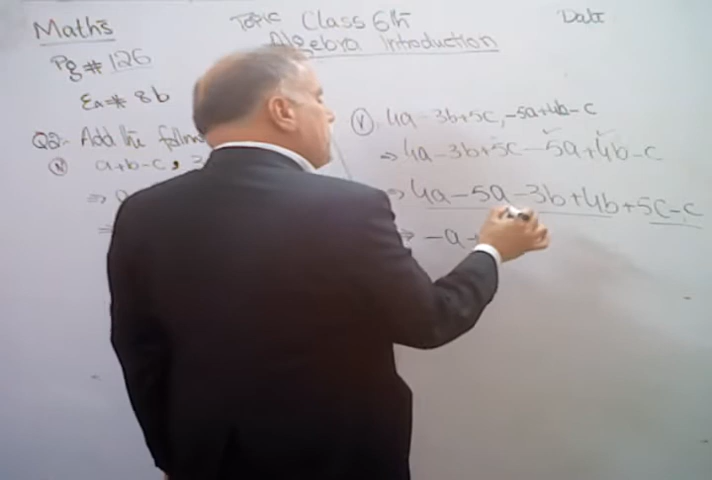 Maths Topic Class 6th Date
Algebra Introduction
Pg # 126
Ex # 8b
Q2- Add the
(iv) a+b-c,
(v) 4a-3b+5c, -5a+4b-c
⇒ 4a-3b+5c-5a+4b-c
⇒ 4a-5a-3b+4b+5c-c
⇒ -a